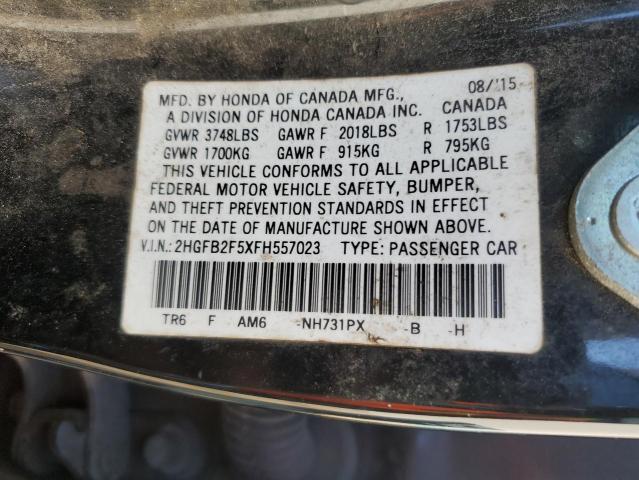 MFD. BY HONDA OF CANADA MFG., 08/'15
A DIVISION OF HONDA CANADA INC. CANADA
GVWR 3748LBS GAWR F 2018LBS R 1753LBS
GVWR 1700KG GAWR F 915KG R 795KG
THIS VEHICLE CONFORMS TO ALL APPLICABLE
FEDERAL MOTOR VEHICLE SAFETY, BUMPER,
AND THEFT PREVENTION STANDARDS IN EFFECT
ON THE DATE OF MANUFACTURE SHOWN ABOVE.
V.I.N.: 2HGFB2F5XFH557023 TYPE: PASSENGER CAR
TR6 F AM6 -NH731PX -B -H